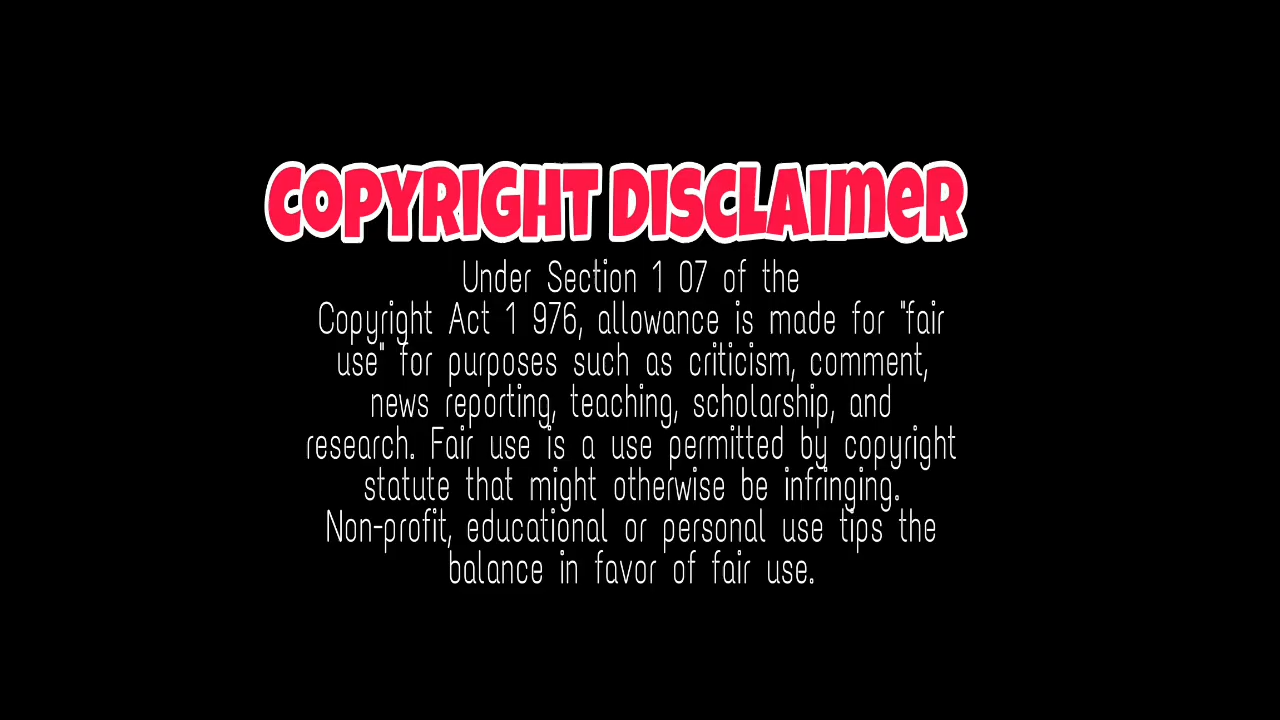 COPYRIGHT DISCLAIMER
Under Section 1 07 of the
Copyright Act 1 976, allowance is made for "fair
use" for purposes such as criticism, comment,
news reporting, teaching, scholarship, and
research. Fair use is a use permitted by copyright
statute that might otherwise be infringing.
Non-profit, educational or personal use tips the
balance in favor of fair use.